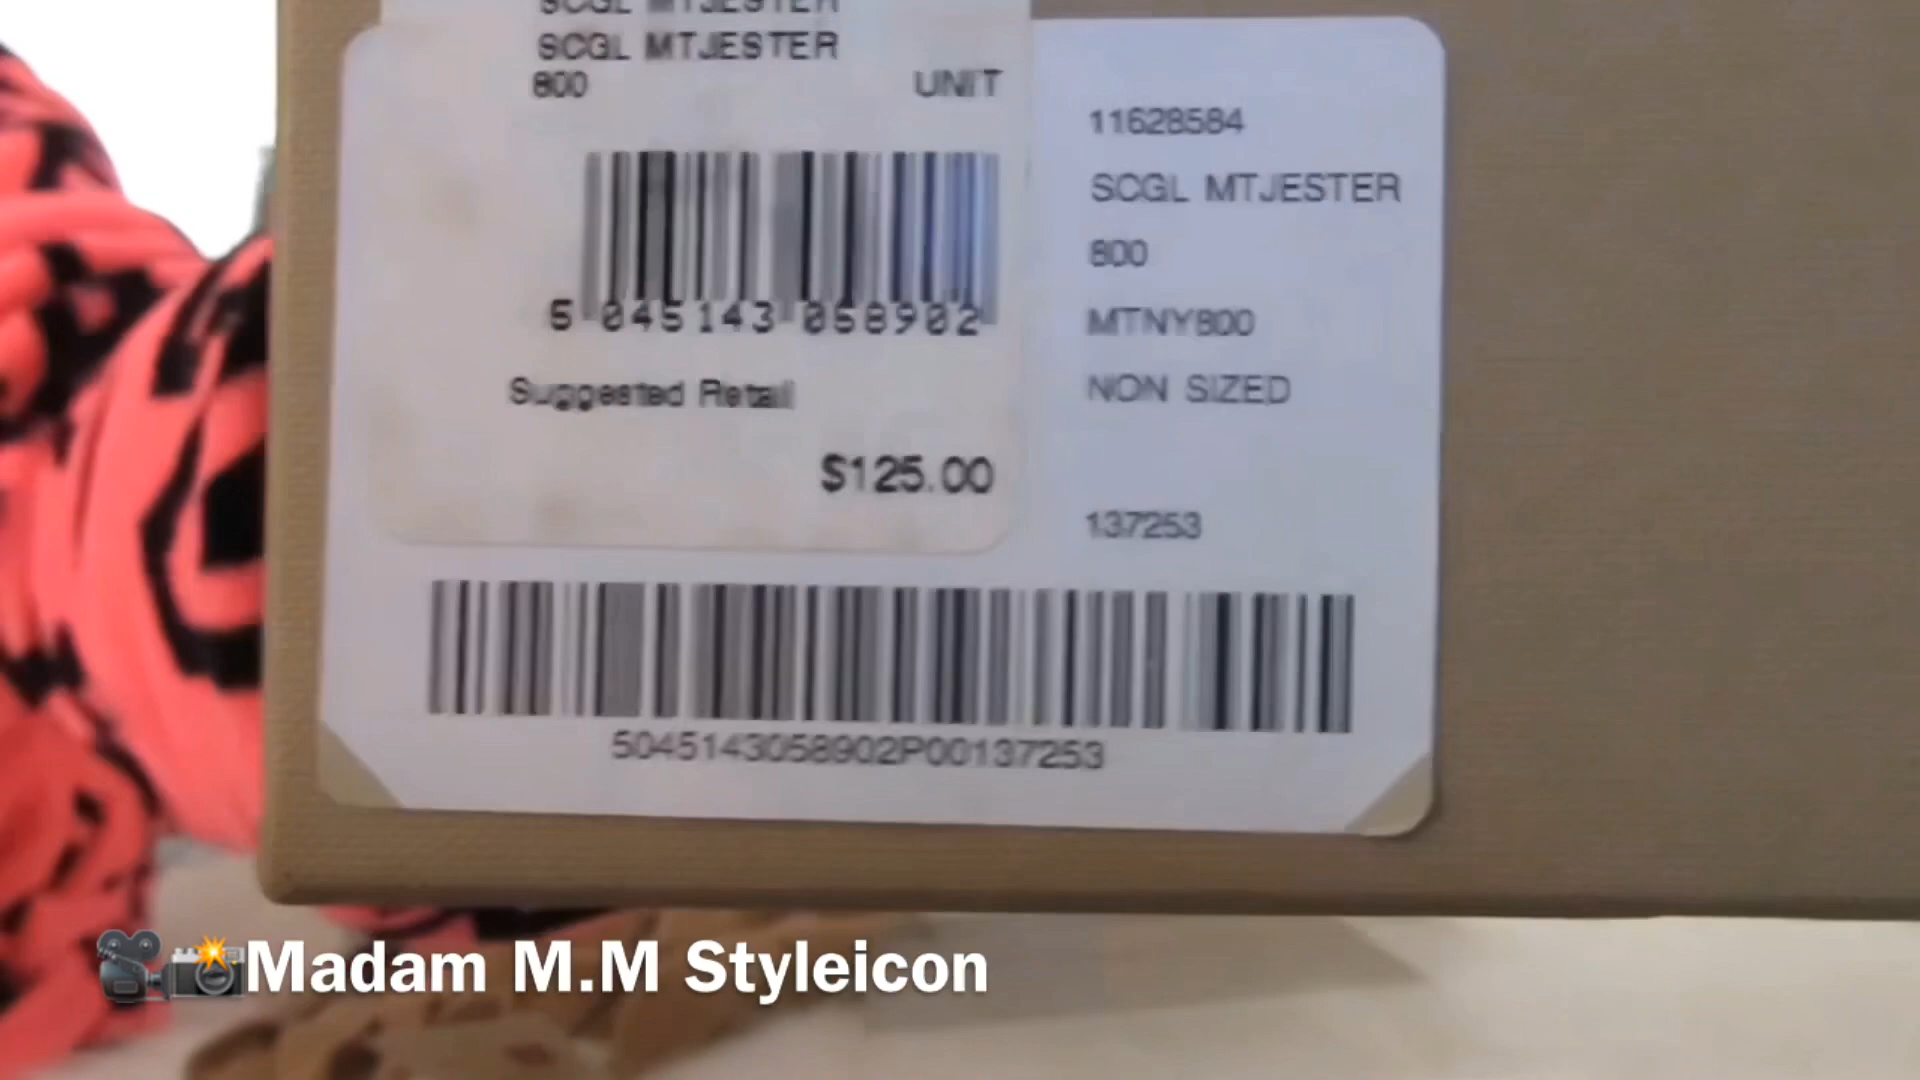 SCGL MTJESTER
SCGL MTJESTER
800 UNIT
5 045143 058902
Suggested Retail
$125.00
11628584
SCGL MTJESTER
800
MTNY800
NON SIZED
137253
5045143058902P00137253
Madam M.M Styleicon